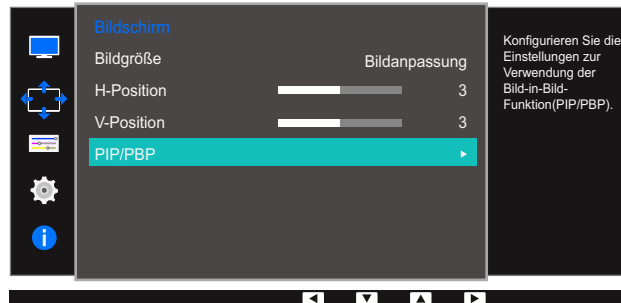 Bildschirm
Bildgröße Bildanpassung
H-Position 3
V-Position 3
PIP/PBP
Konfigurieren Sie die
Einstellungen zur
Verwendung der
Bild-in-Bild-
Funktion(PIP/PBP).